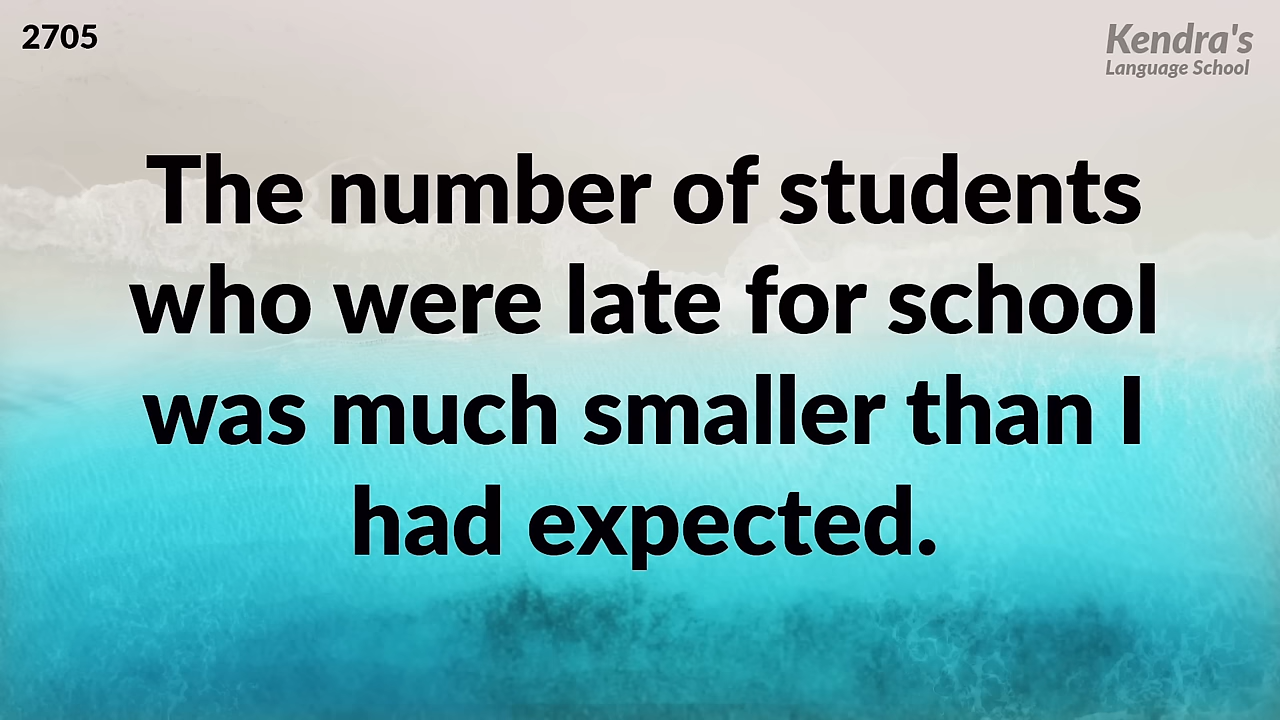 2705
Kendra's
Language School
The number of students
who were late for school
was much smaller than I
had expected.